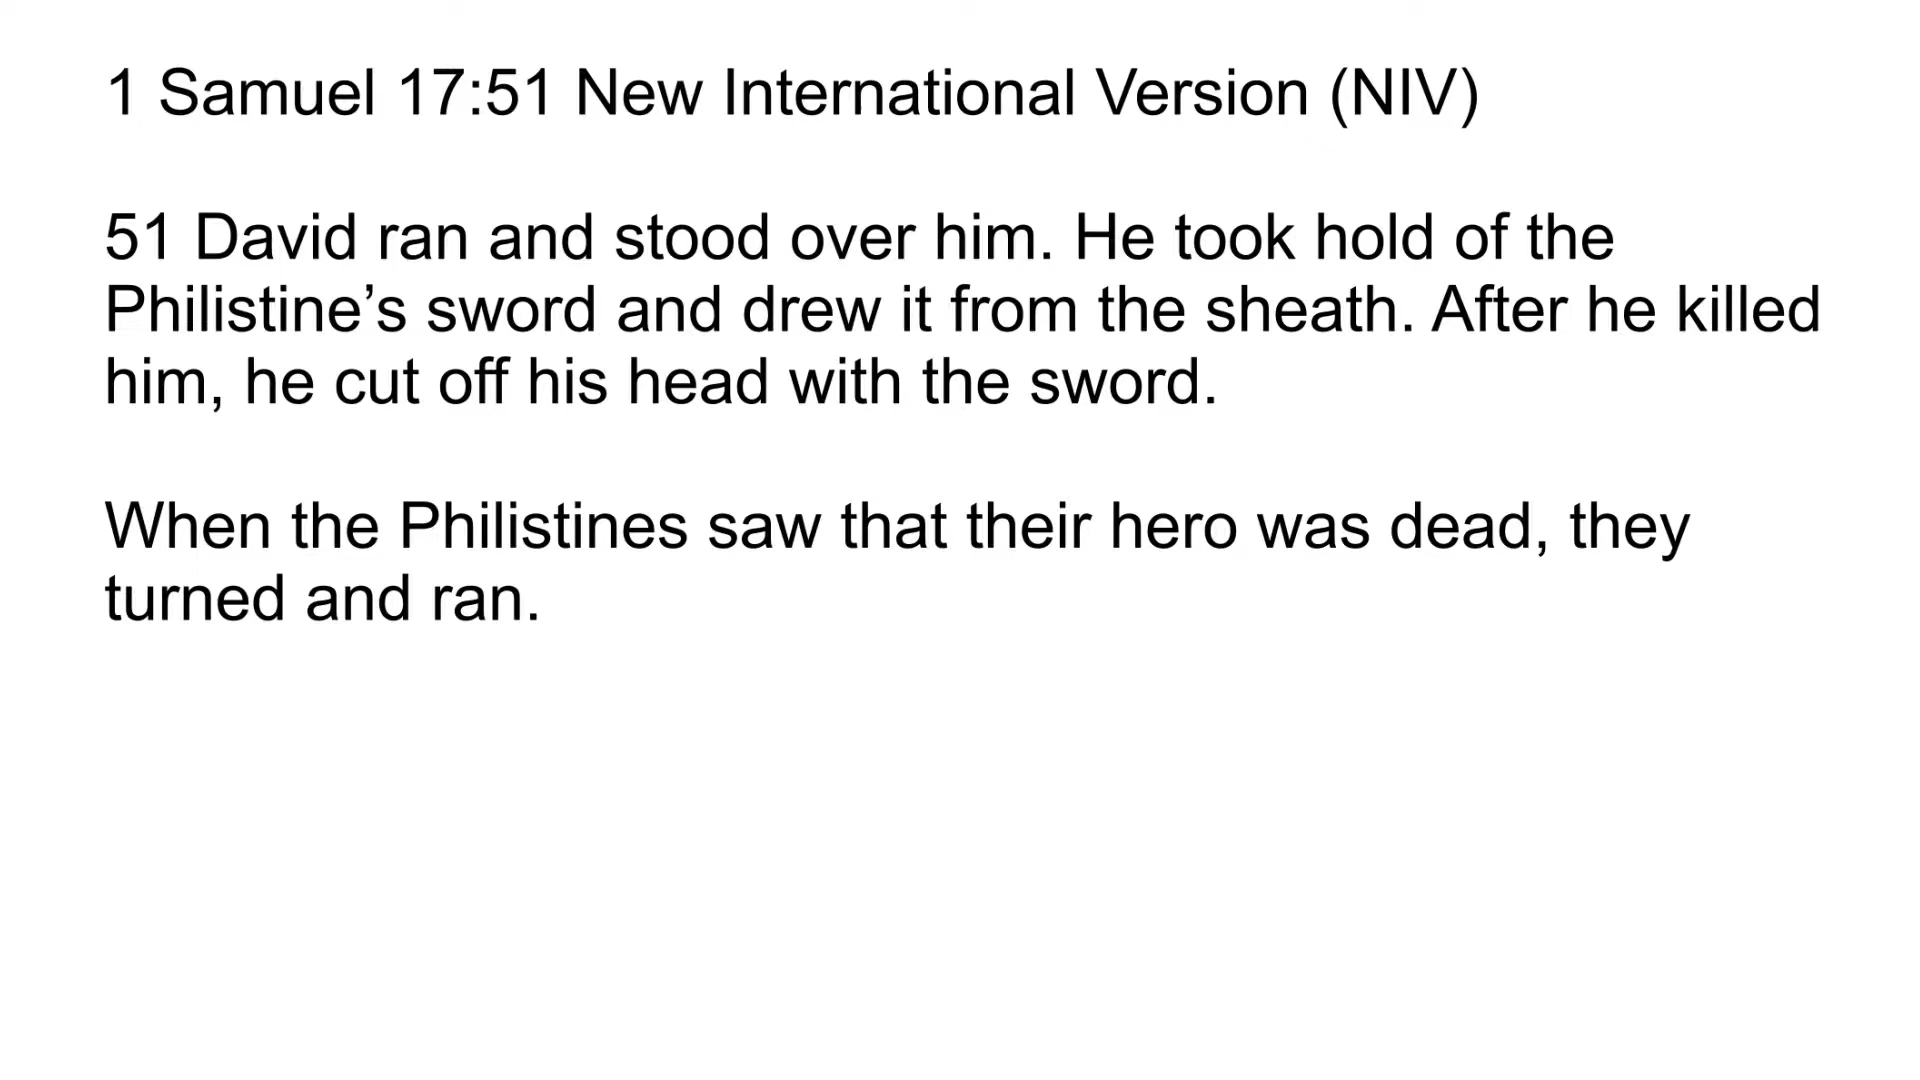 1 Samuel 17:51 New International Version (NIV)
51 David ran and stood over him. He took hold of the
Philistine’s sword and drew it from the sheath. After he killed
him, he cut off his head with the sword.
When the Philistines saw that their hero was dead, they
turned and ran.